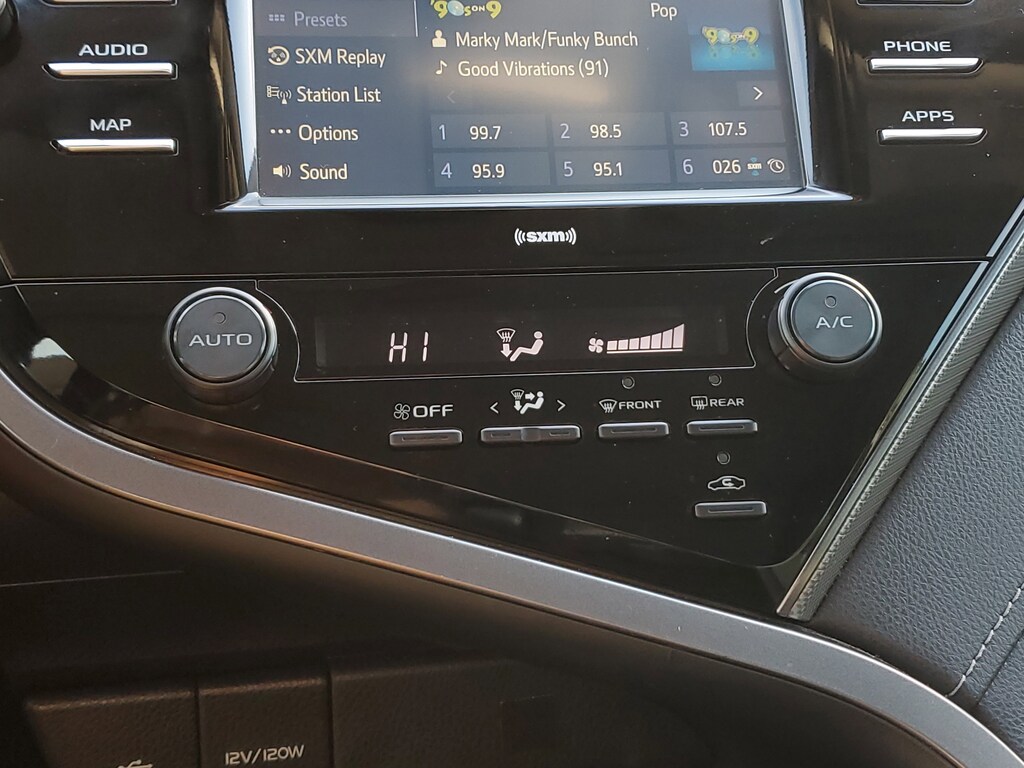 Presets
'90s on 9
Pop
AUDIO
Marky Mark/Funky Bunch
PHONE
SXM Replay
Good Vibrations (91)
Station List
MAP
Options
1 99.7
2 98.5
3 107.5
APPS
Sound
4 95.9
5 95.1
6 026 sxm
((sxm))
AUTO
HI
A/C
OFF
< >
FRONT
REAR
12V/120W